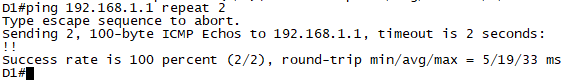 D1#ping 192.168.1.1 repeat 2
Type escape sequence to abort.
Sending 2, 100-byte ICMP Echos to 192.168.1.1, timeout is 2 seconds:
!!
Success rate is 100 percent (2/2), round-trip min/avg/max = 5/19/33 ms
D1#